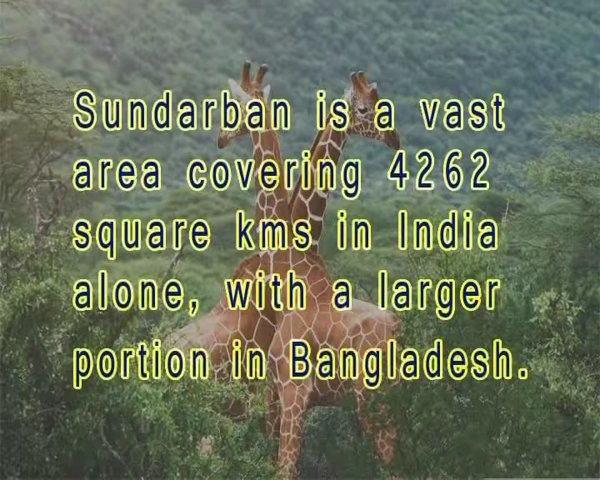 Sundarban is a vast
area covering 4262
square kms in India
alone, with a larger
portion in Bangladesh.